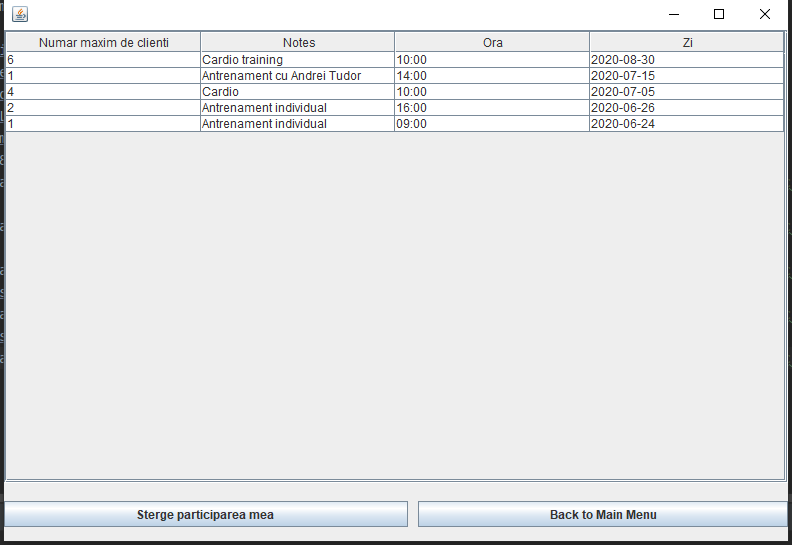 Numar maxim de clienti Notes Ora Zi
6 Cardio training 10:00 2020-08-30
1 Antrenament cu Andrei Tudor 14:00 2020-07-15
4 Cardio 10:00 2020-07-05
2 Antrenament individual 16:00 2020-06-26
1 Antrenament individual 09:00 2020-06-24
Sterge participarea mea Back to Main Menu